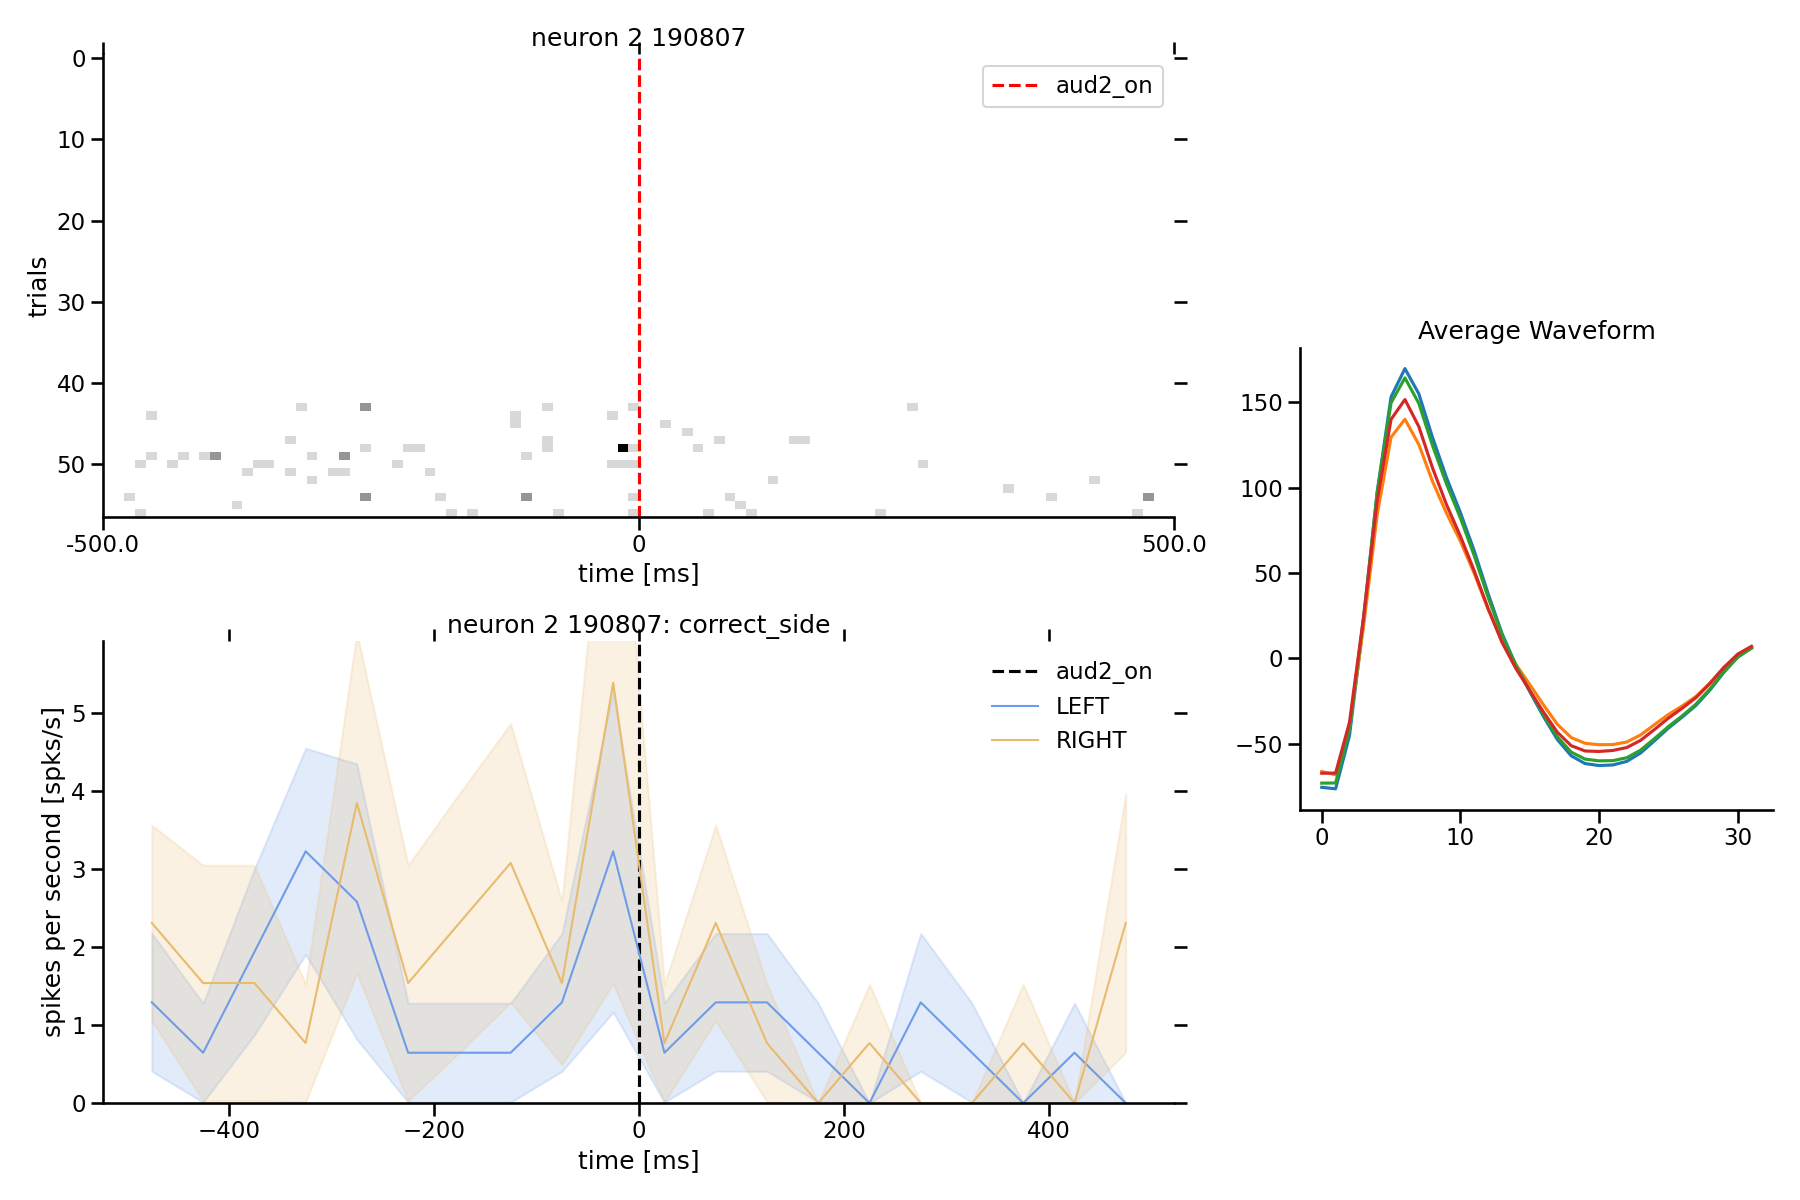 neuron 2 190807
aud2_on
0
10
20
30
40
50
trials
-500.0
0
500.0
time [ms]
neuron 2 190807: correct_side
aud2_on
LEFT
RIGHT
5
4
3
2
1
0
spikes per second [spks/s]
−400
−200
0
200
400
time [ms]
Average Waveform
150
100
50
0
−50
0
10
20
30